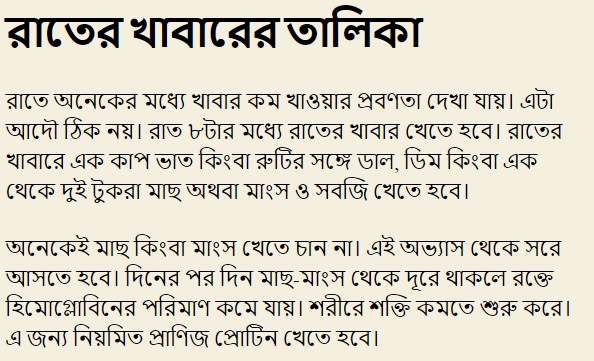 রাতের খাবারের তালিকা
রাতে অনেকের মধ্যে খাবার কম খাওয়ার প্রবণতা দেখা যায়। এটা
আদৌ ঠিক নয়। রাত ৮টার মধ্যে রাতের খাবার খেতে হবে। রাতের
খাবারে এক কাপ ভাত কিংবা রুটির সঙ্গে ডাল, ডিম কিংবা এক
থেকে দুই টুকরা মাছ অথবা মাংস ও সবজি খেতে হবে।
অনেকেই মাছ কিংবা মাংস খেতে চান না। এই অভ্যাস থেকে সরে
আসতে হবে। দিনের পর দিন মাছ-মাংস থেকে দূরে থাকলে রক্তে
হিমোগ্লোবিনের পরিমাণ কমে যায়। শরীরে শক্তি কমতে শুরু করে।
এ জন্য নিয়মিত প্রাণিজ প্রোটিন খেতে হবে।